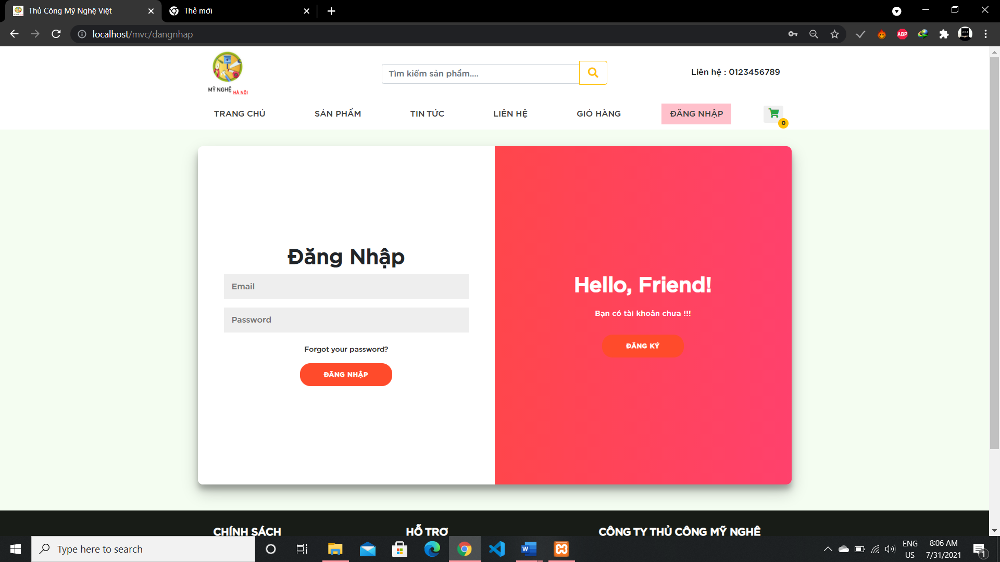 Thủ Công Mỹ Nghệ Việt
Thẻ mới
localhost/mvc/dangnhap
ABP
MỸ NGHỆ HÀ NỘI
Tìm kiếm sản phẩm....
Liên hệ : 0123456789
TRANG CHỦ
SẢN PHẨM
TIN TỨC
LIÊN HỆ
GIỎ HÀNG
ĐĂNG NHẬP
0
Đăng Nhập
Email
Password
Forgot your password?
ĐĂNG NHẬP
Hello, Friend!
Bạn có tài khoản chưa !!!
ĐĂNG KÝ
CHÍNH SÁCH
HỖ TRỢ
CÔNG TY THỦ CÔNG MỸ NGHỆ
Type here to search
ENG
US
8:06 AM
7/31/2021
1